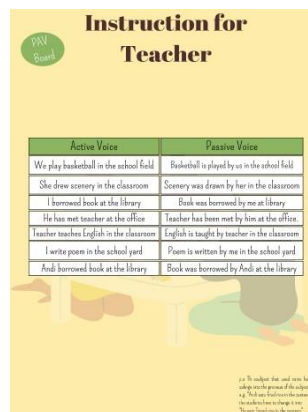 PAV
Board
Instruction for
Teacher
Active Voice Passive Voice
We play basketball in the school field Basketball is played by us in the school field
She drew scenery in the classroom Scenery was drawn by her in the classroom
I borrowed book at the library Book was borrowed by me at library
He has met teacher at the office Teacher has been met by him at the office.
Teacher teaches English in the classroom English is taught by teacher in the classroom
I write poem in the school yard Poem is written by me in the school yard
Andi borrowed book at the library Book was borrowed by Andi at the library